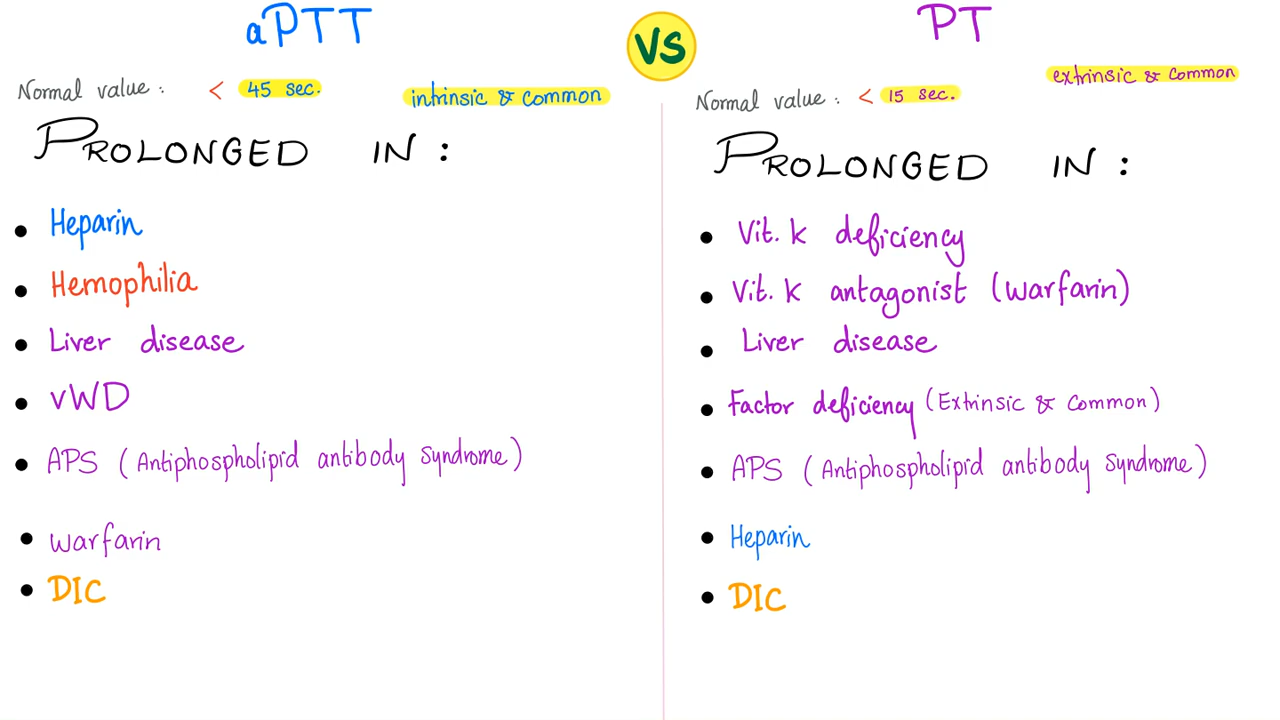 aPTT
VS
PT
Normal value : < 45 sec.
intrinsic & common
PROLONGED IN :
• Heparin
• Hemophilia
• Liver disease
• vWD
• APS (Antiphospholipid antibody syndrome)
• warfarin
• DIC
extrinsic & common
Normal value : < 15 sec.
PROLONGED IN :
• Vit. K deficiency
• Vit. K antagonist (warfarin)
• Liver disease
• Factor deficiency (Extrinsic & Common)
• APS (Antiphospholipid antibody syndrome)
• Heparin
• DIC